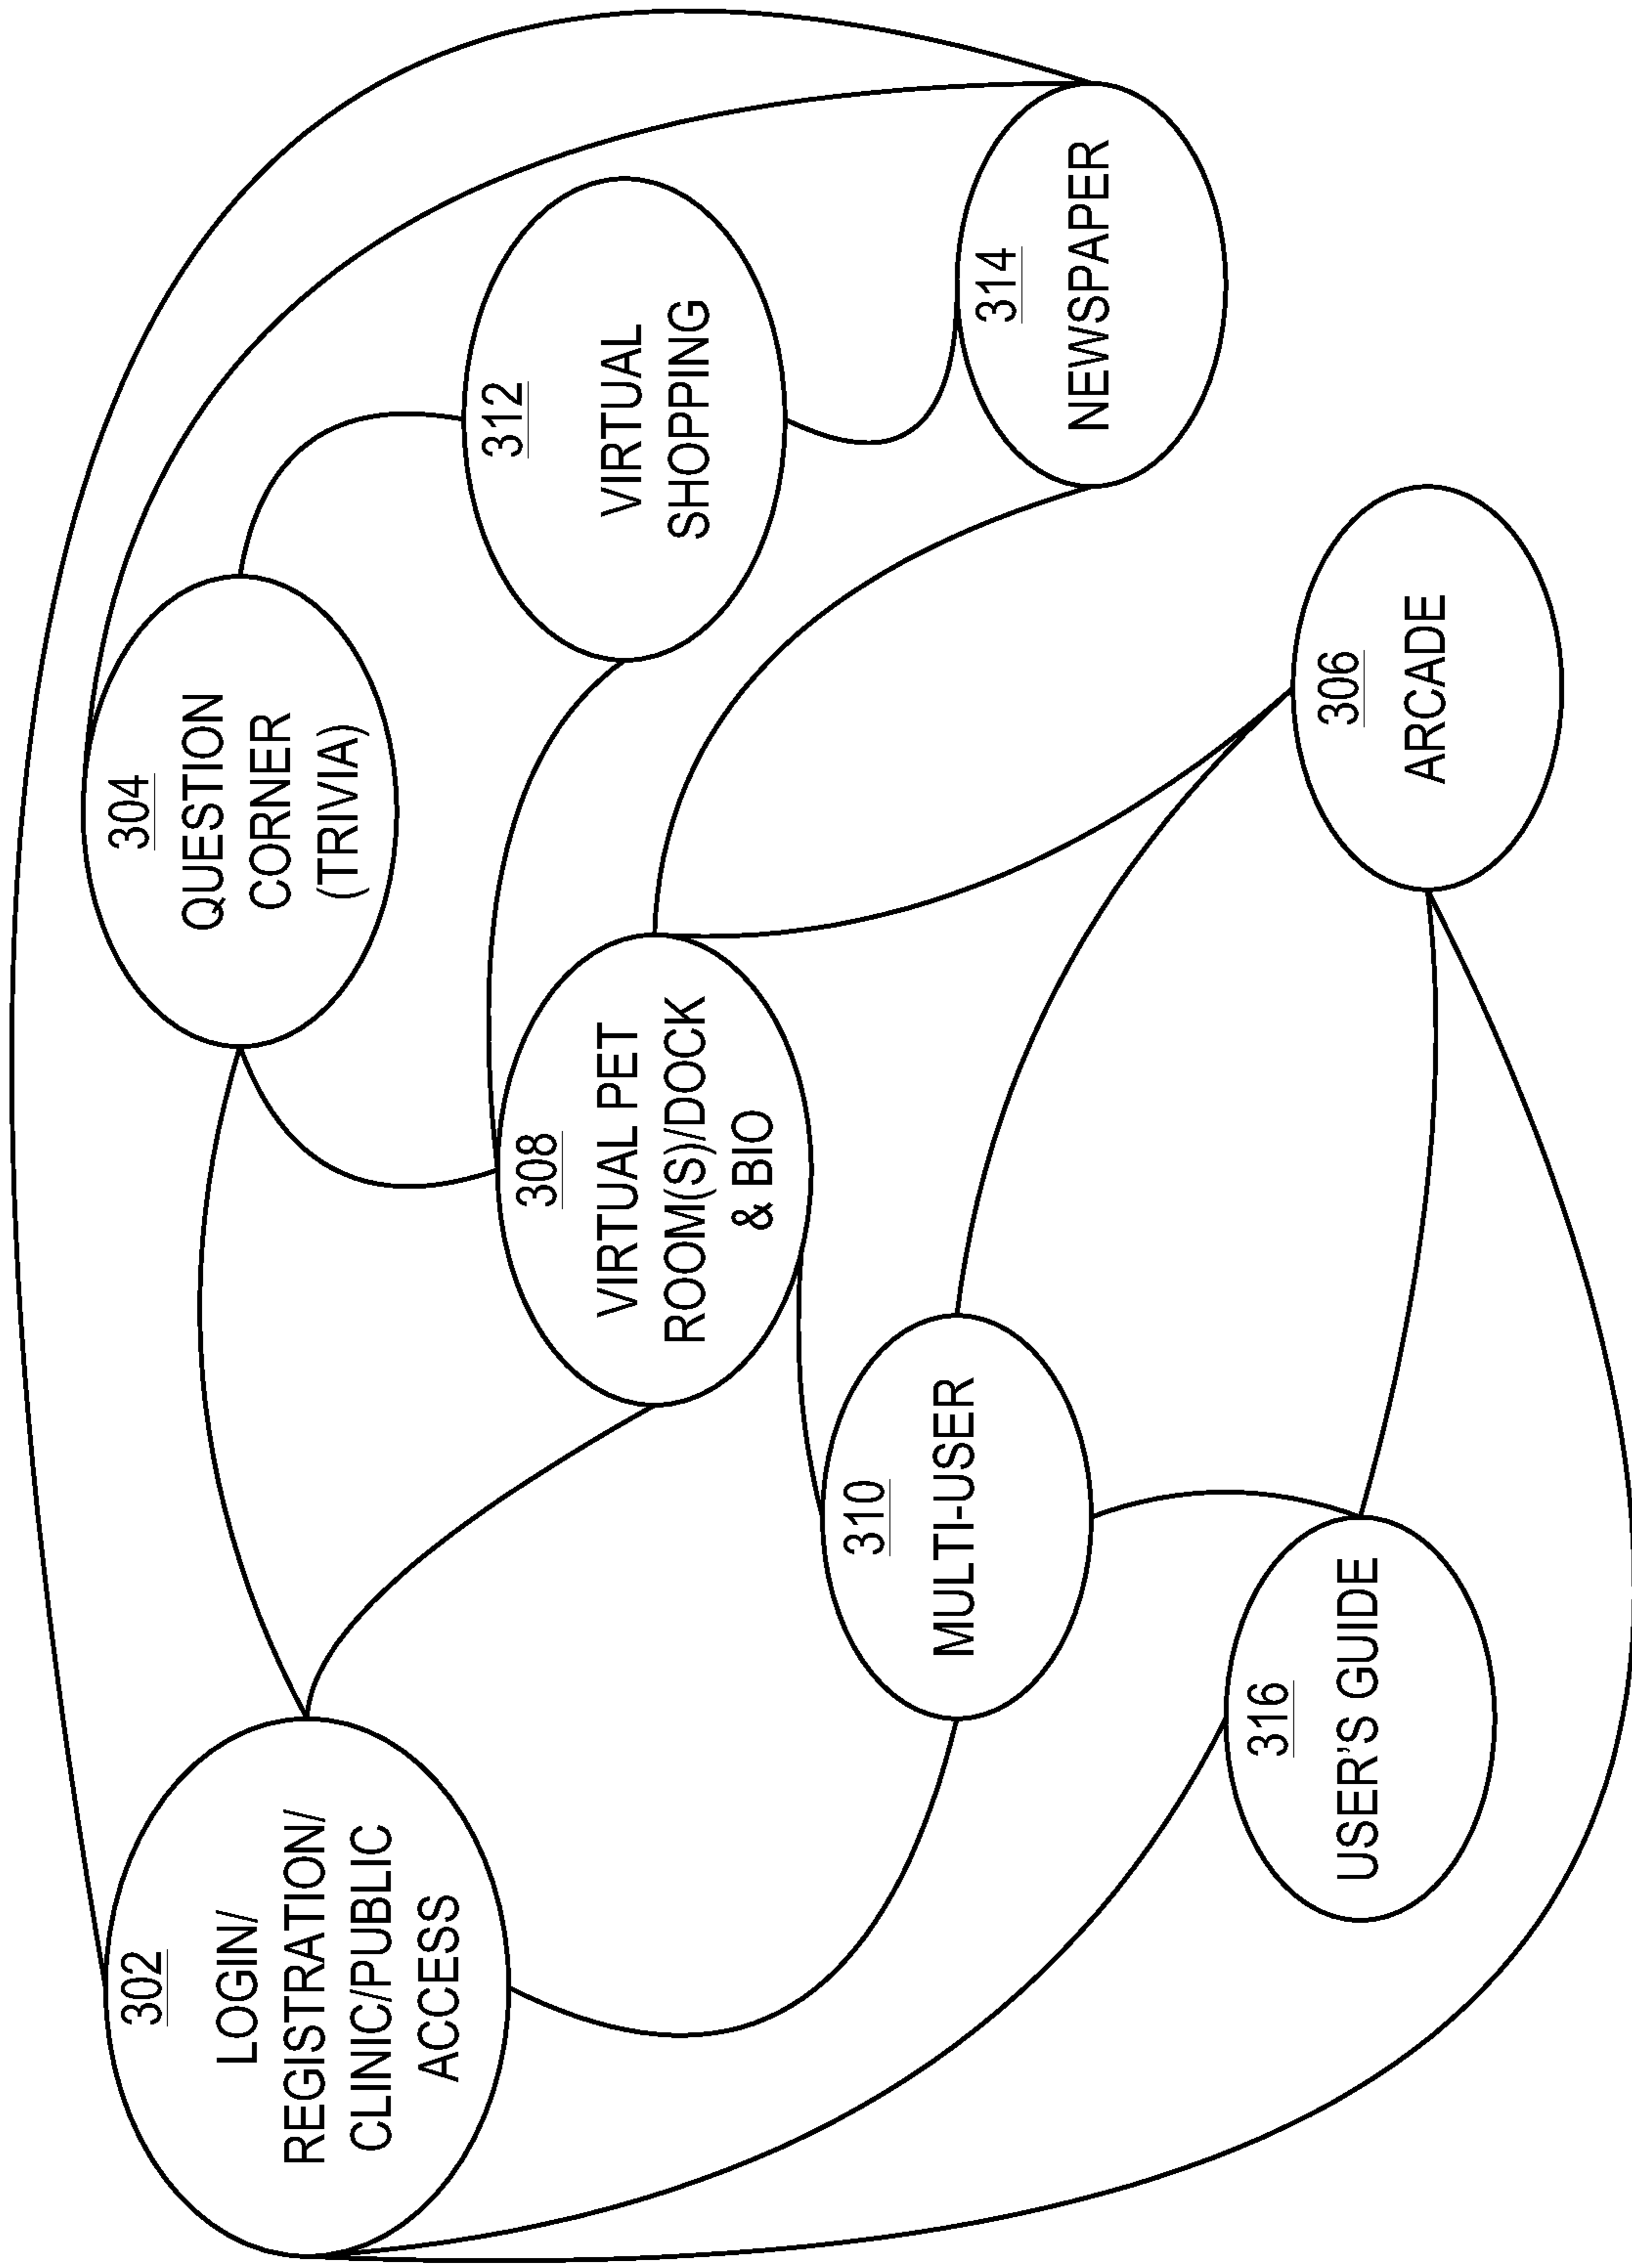 302
LOGIN/
REGISTRATION/
CLINIC/PUBLIC
ACCESS
304
QUESTION
CORNER
(TRIVIA)
308
VIRTUAL PET
ROOM(S)/DOCK
& BIO
312
VIRTUAL
SHOPPING
310
MULTI-USER
314
NEWSPAPER
316
USER'S GUIDE
306
ARCADE